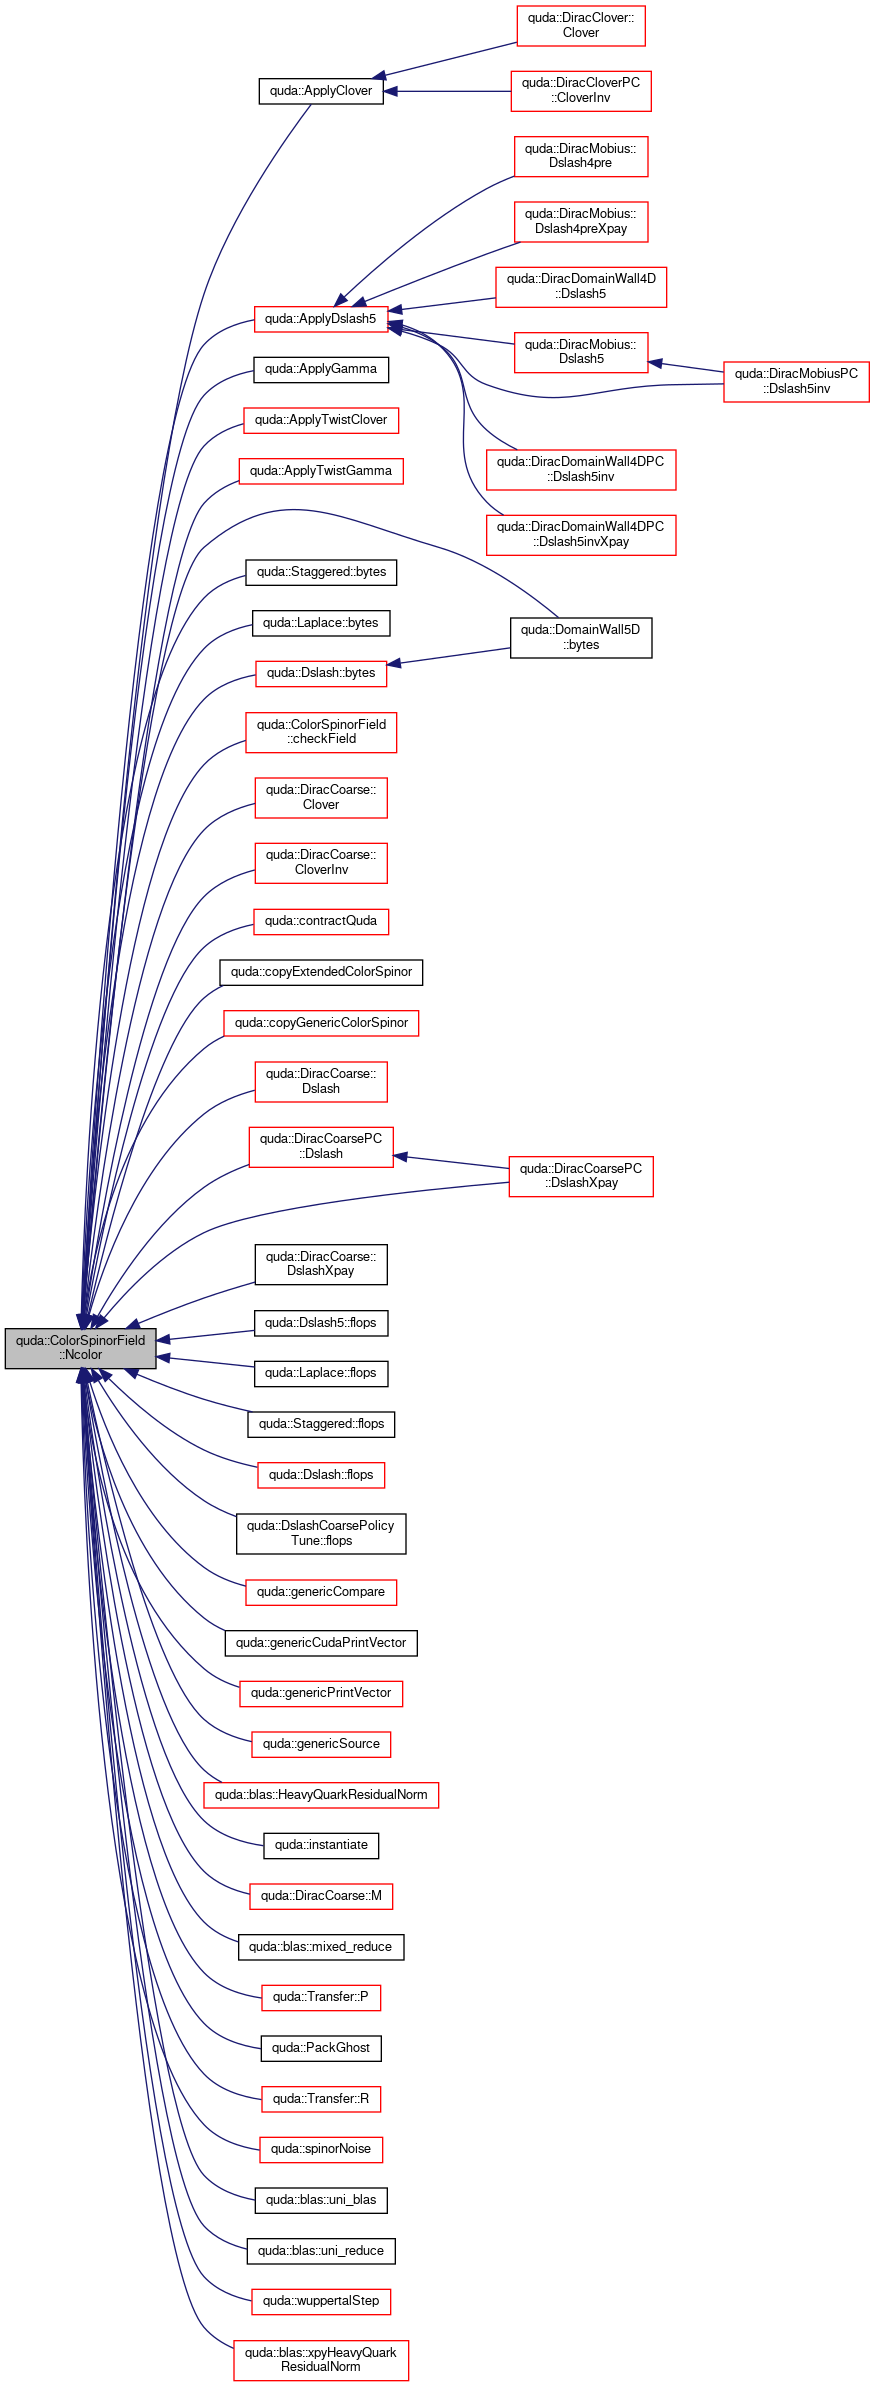 quda::DiracClover::
Clover
quda::ApplyClover
quda::DiracCloverPC
::CloverInv
quda::DiracMobius::
Dslash4pre
quda::DiracMobius::
Dslash4preXpay
quda::DiracDomainWall4D
::Dslash5
quda::ApplyDslash5
quda::DiracMobius::
Dslash5
quda::DiracMobiusPC
::Dslash5inv
quda::ApplyGamma
quda::ApplyTwistClover
quda::DiracDomainWall4DPC
::Dslash5inv
quda::ApplyTwistGamma
quda::DiracDomainWall4DPC
::Dslash5invXpay
quda::Staggered::bytes
quda::Laplace::bytes
quda::DomainWall5D
::bytes
quda::Dslash::bytes
quda::ColorSpinorField
::checkField
quda::DiracCoarse::
Clover
quda::DiracCoarse::
CloverInv
quda::contractQuda
quda::copyExtendedColorSpinor
quda::copyGenericColorSpinor
quda::DiracCoarse::
Dslash
quda::DiracCoarsePC
::Dslash
quda::DiracCoarsePC
::DslashXpay
quda::DiracCoarse::
DslashXpay
quda::Dslash5::flops
quda::ColorSpinorField
::Ncolor
quda::Laplace::flops
quda::Staggered::flops
quda::Dslash::flops
quda::DslashCoarsePolicy
Tune::flops
quda::genericCompare
quda::genericCudaPrintVector
quda::genericPrintVector
quda::genericSource
quda::blas::HeavyQuarkResidualNorm
quda::instantiate
quda::DiracCoarse::M
quda::blas::mixed_reduce
quda::Transfer::P
quda::PackGhost
quda::Transfer::R
quda::spinorNoise
quda::blas::uni_blas
quda::blas::uni_reduce
quda::wuppertalStep
quda::blas::xpyHeavyQuark
ResidualNorm